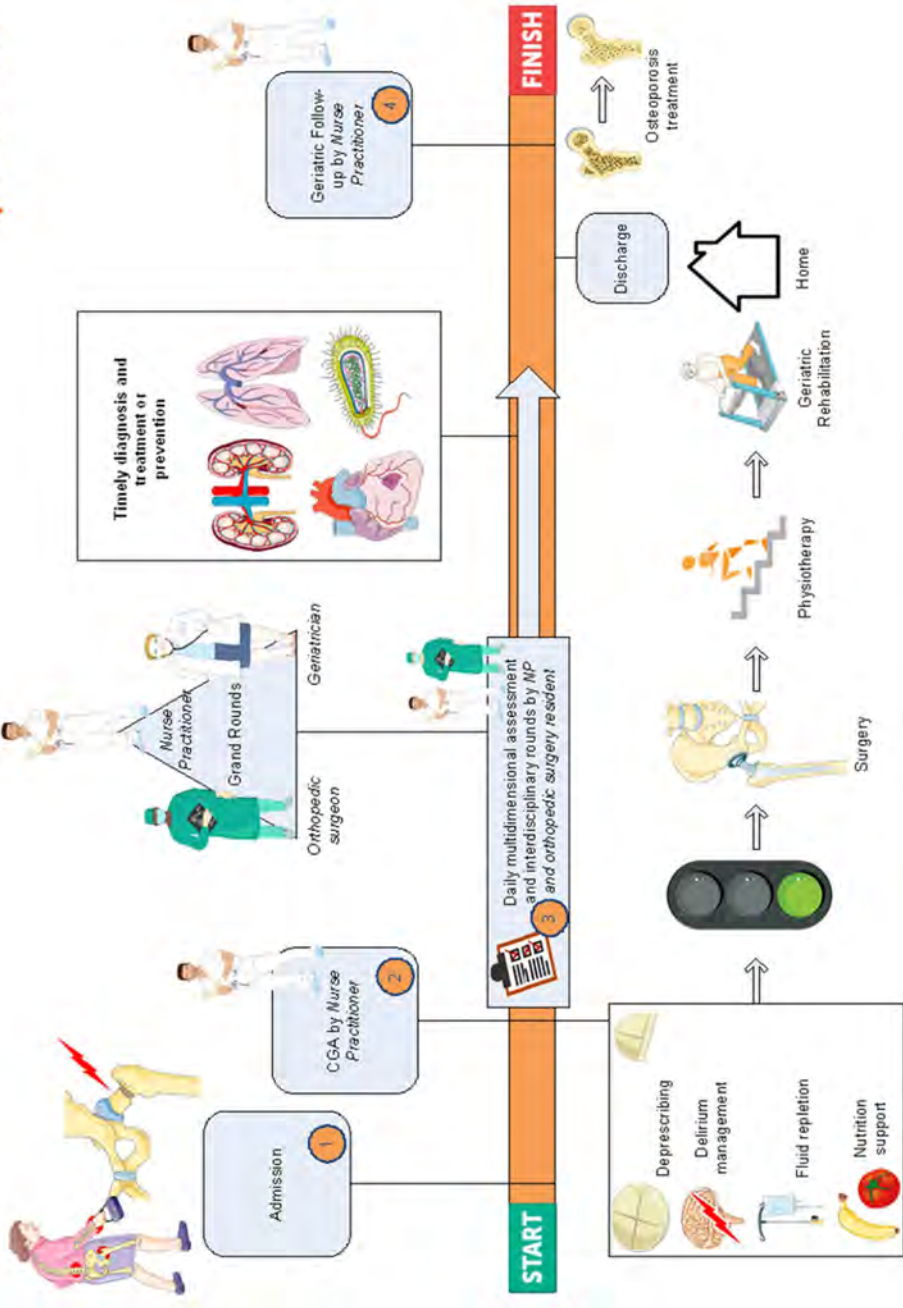 Admission
1
CGA by Nurse
Practitioner
2
Nurse
Practitioner
Grand Rounds
Orthopedic
surgeon
Geriatrician
Timely diagnosis and
treatment or
prevention
Geriatric Follow-
up by Nurse
Practitioner
4
START
Daily multidimensional assessment
and interdisciplinary rounds by NP
and orthopedic surgery resident
3
FINISH
Deprescribing
Delirium
management
Fluid repletion
Nutrition
support
Surgery
Physiotherapy
Geriatric
Rehabilitation
Discharge
Home
Osteoporosis
treatment